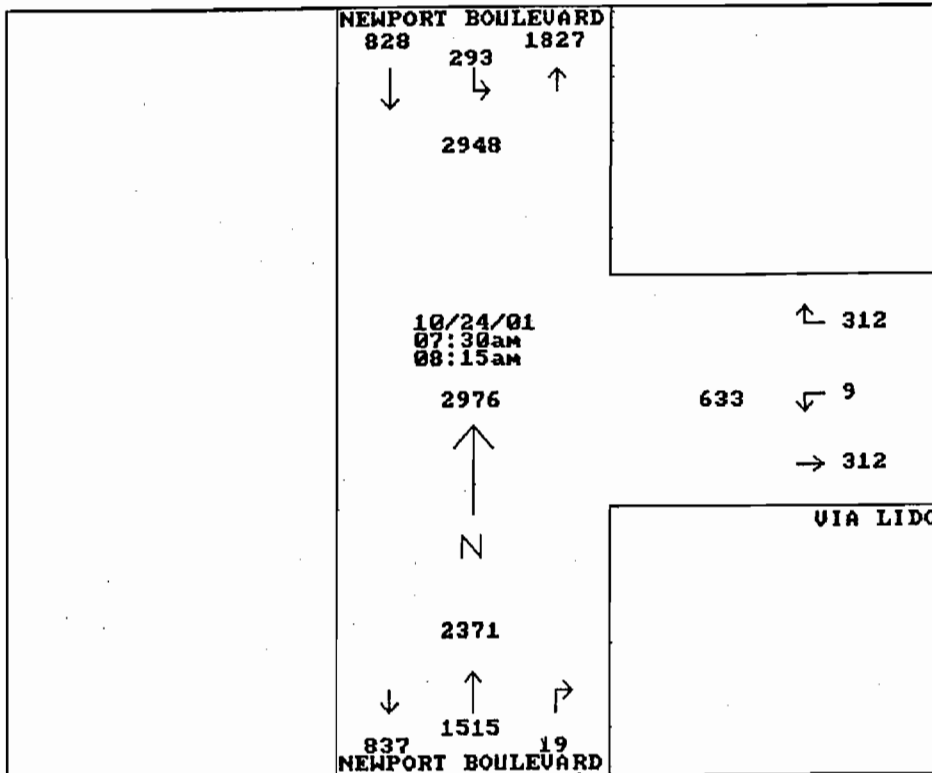 NEWPORT BOULEVARD
828 293 1827
2948
312
10/24/01
07:30am
08:15am
2976
633 9
312
VIA LIDO
N
2371
1515
837 19
NEWPORT BOULEVARD